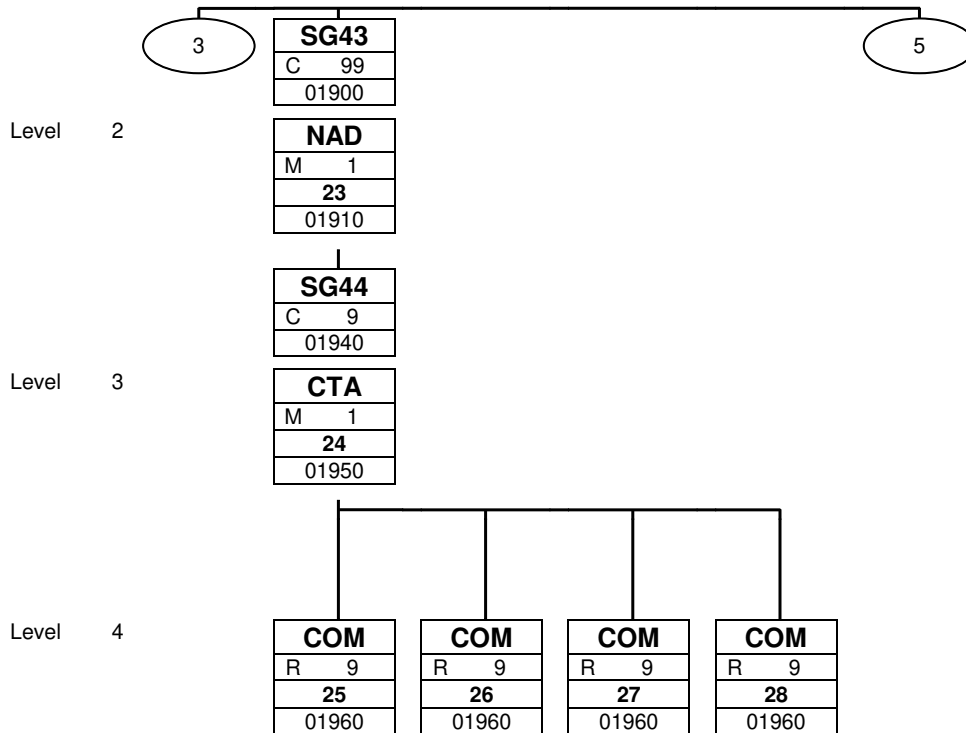 3
SG43
5
C 99
01900
Level 2
NAD
M 1
23
01910
SG44
C 9
01940
Level 3
CTA
M 1
24
01950
Level 4
COM COM COM COM
R 9 R 9 R 9 R 9
25 26 27 28
01960 01960 01960 01960